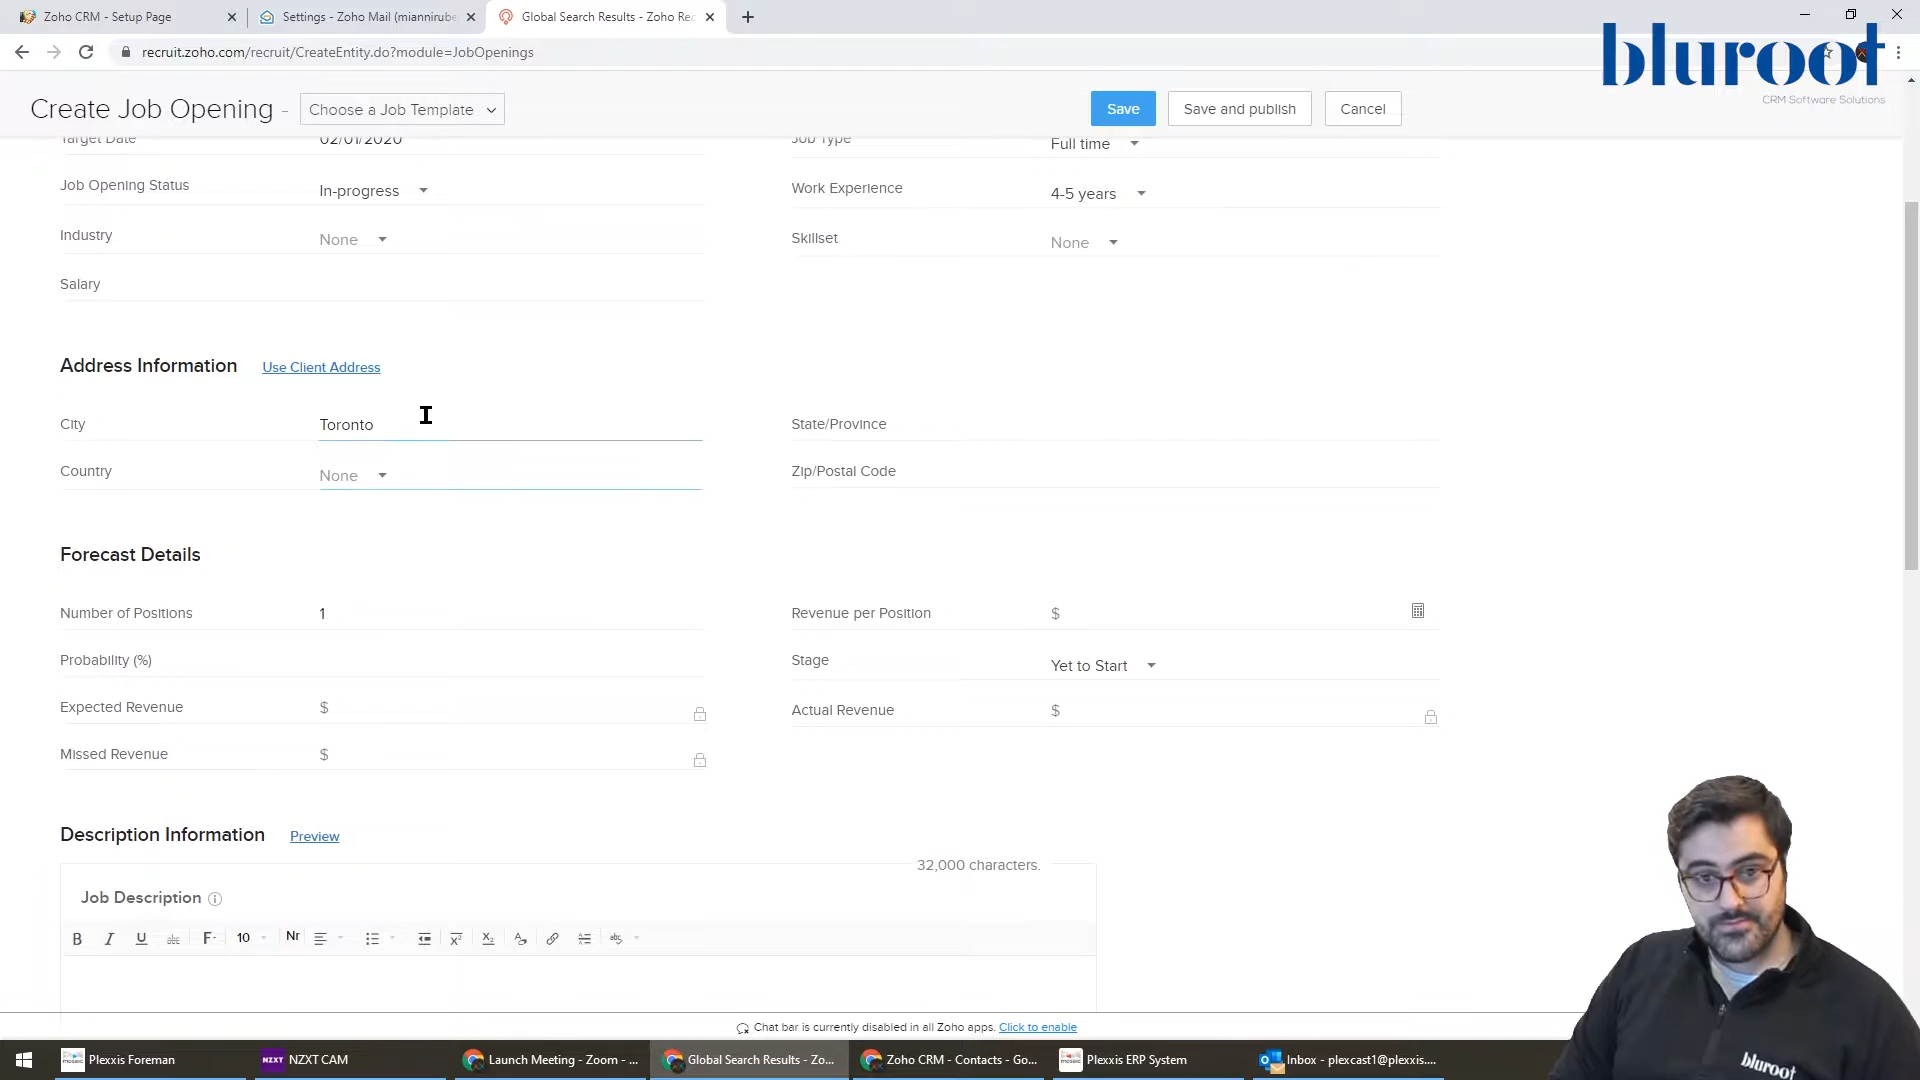 Zoho CRM - Setup Page
Settings - Zoho Mail (miannirube
Global Search Results - Zoho Rec
recruit.zoho.com/recruit/CreateEntity.do?module=JobOpenings
bluroot
CRM Software Solutions
Create Job Opening - Choose a Job Template
Save
Save and publish
Cancel
Target Date 02/01/2020
Job Type Full time
Job Opening Status In-progress
Work Experience 4-5 years
Industry None
Skillset None
Salary
Address Information Use Client Address
City Toronto
State/Province
Country None
Zip/Postal Code
Forecast Details
Number of Positions 1
Revenue per Position $
Probability (%)
Stage Yet to Start
Expected Revenue $
Actual Revenue $
Missed Revenue $
Description Information Preview
32,000 characters.
Job Description
B I U abc F 10 Nr
Chat bar is currently disabled in all Zoho apps. Click to enable
Plexxis Foreman
NZXT NZXT CAM
Launch Meeting - Zoom - ...
Global Search Results - Zo...
Zoho CRM - Contacts - Go...
Plexxis ERP System
Inbox - plexcast1@plexxis....
bluroot